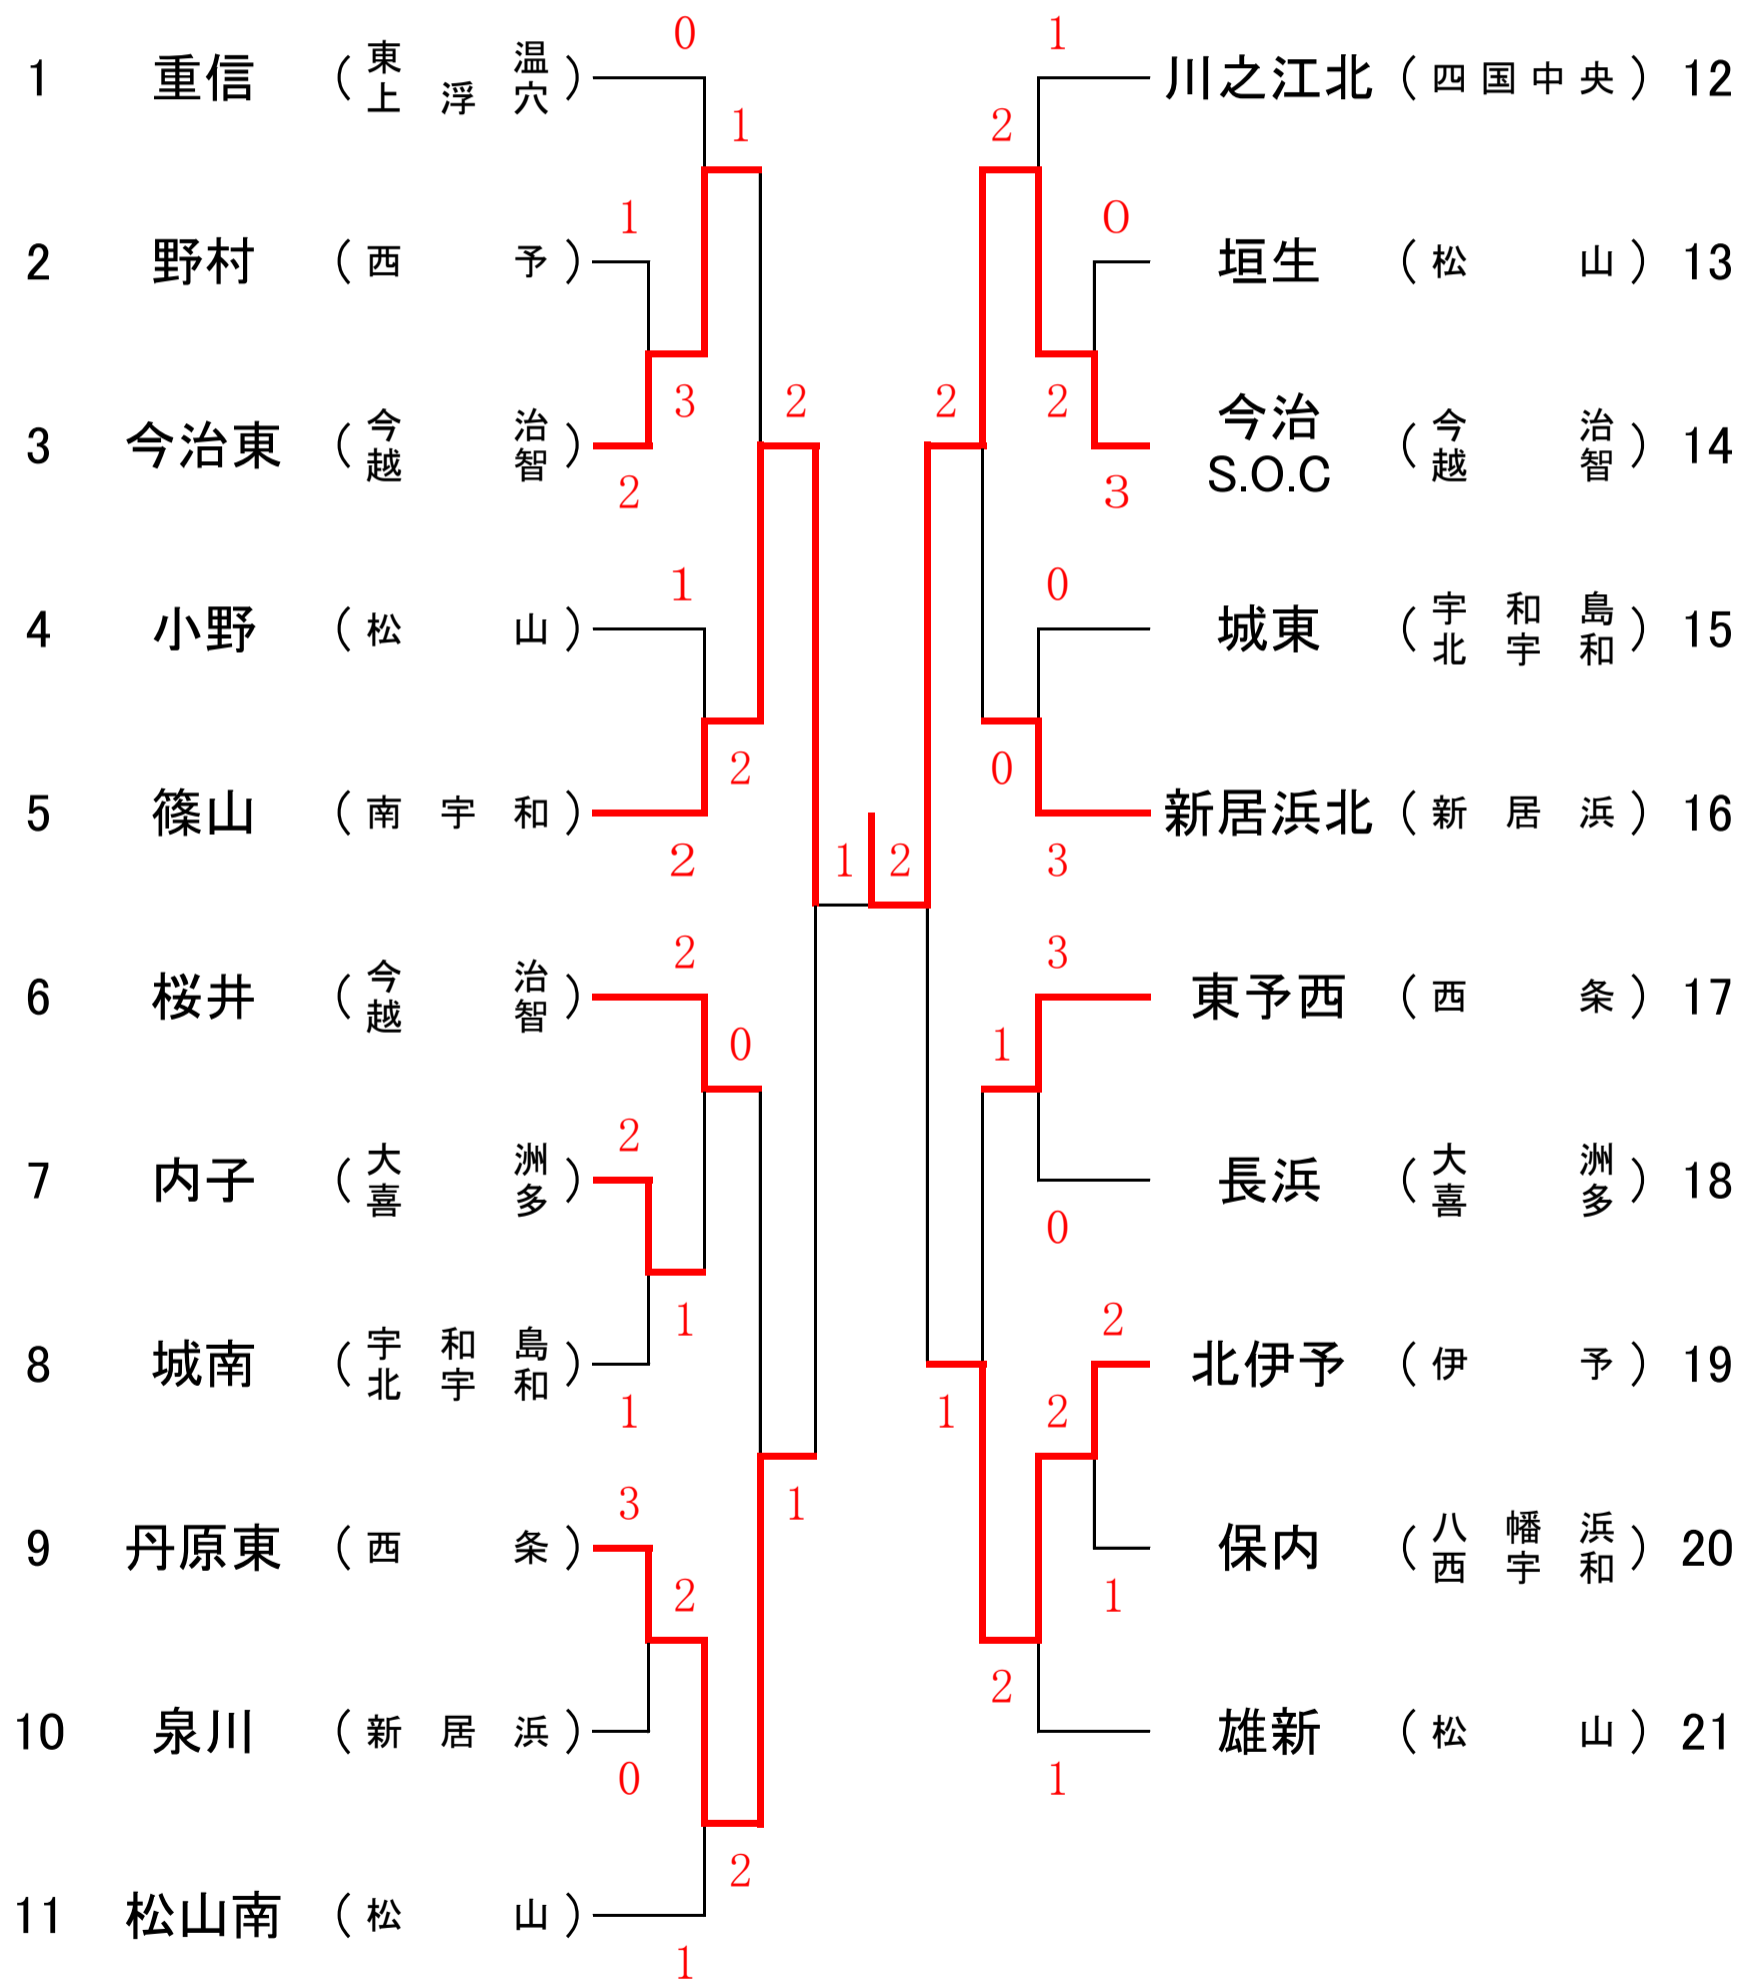 0
1 重信 (東温上浮穴)
1
1
2 野村 (西予)
3
2
3 今治東 (今治越智)
2
1
4 小野 (松山)
2
5 篠山 (南宇和)
2
1
2
6 桜井 (今治越智)
0
2
7 内子 (大洲喜多)
1
8 城南 (宇和島北宇和)
1
3
9 丹原東 (西条)
1
2
10 泉川 (新居浜)
0
2
11 松山南 (松山)
1
1
川之江北 (四国中央) 12
2
0
垣生 (松山) 13
2
2
今治
S.O.C (今治越智) 14
3
0
城東 (宇和島北宇和) 15
0
新居浜北 (新居浜) 16
2
3
3
東予西 (西条) 17
1
長浜 (大洲喜多) 18
0
2
北伊予 (伊予) 19
1
2
保内 (八幡浜西宇和) 20
1
2
雄新 (松山) 21
1